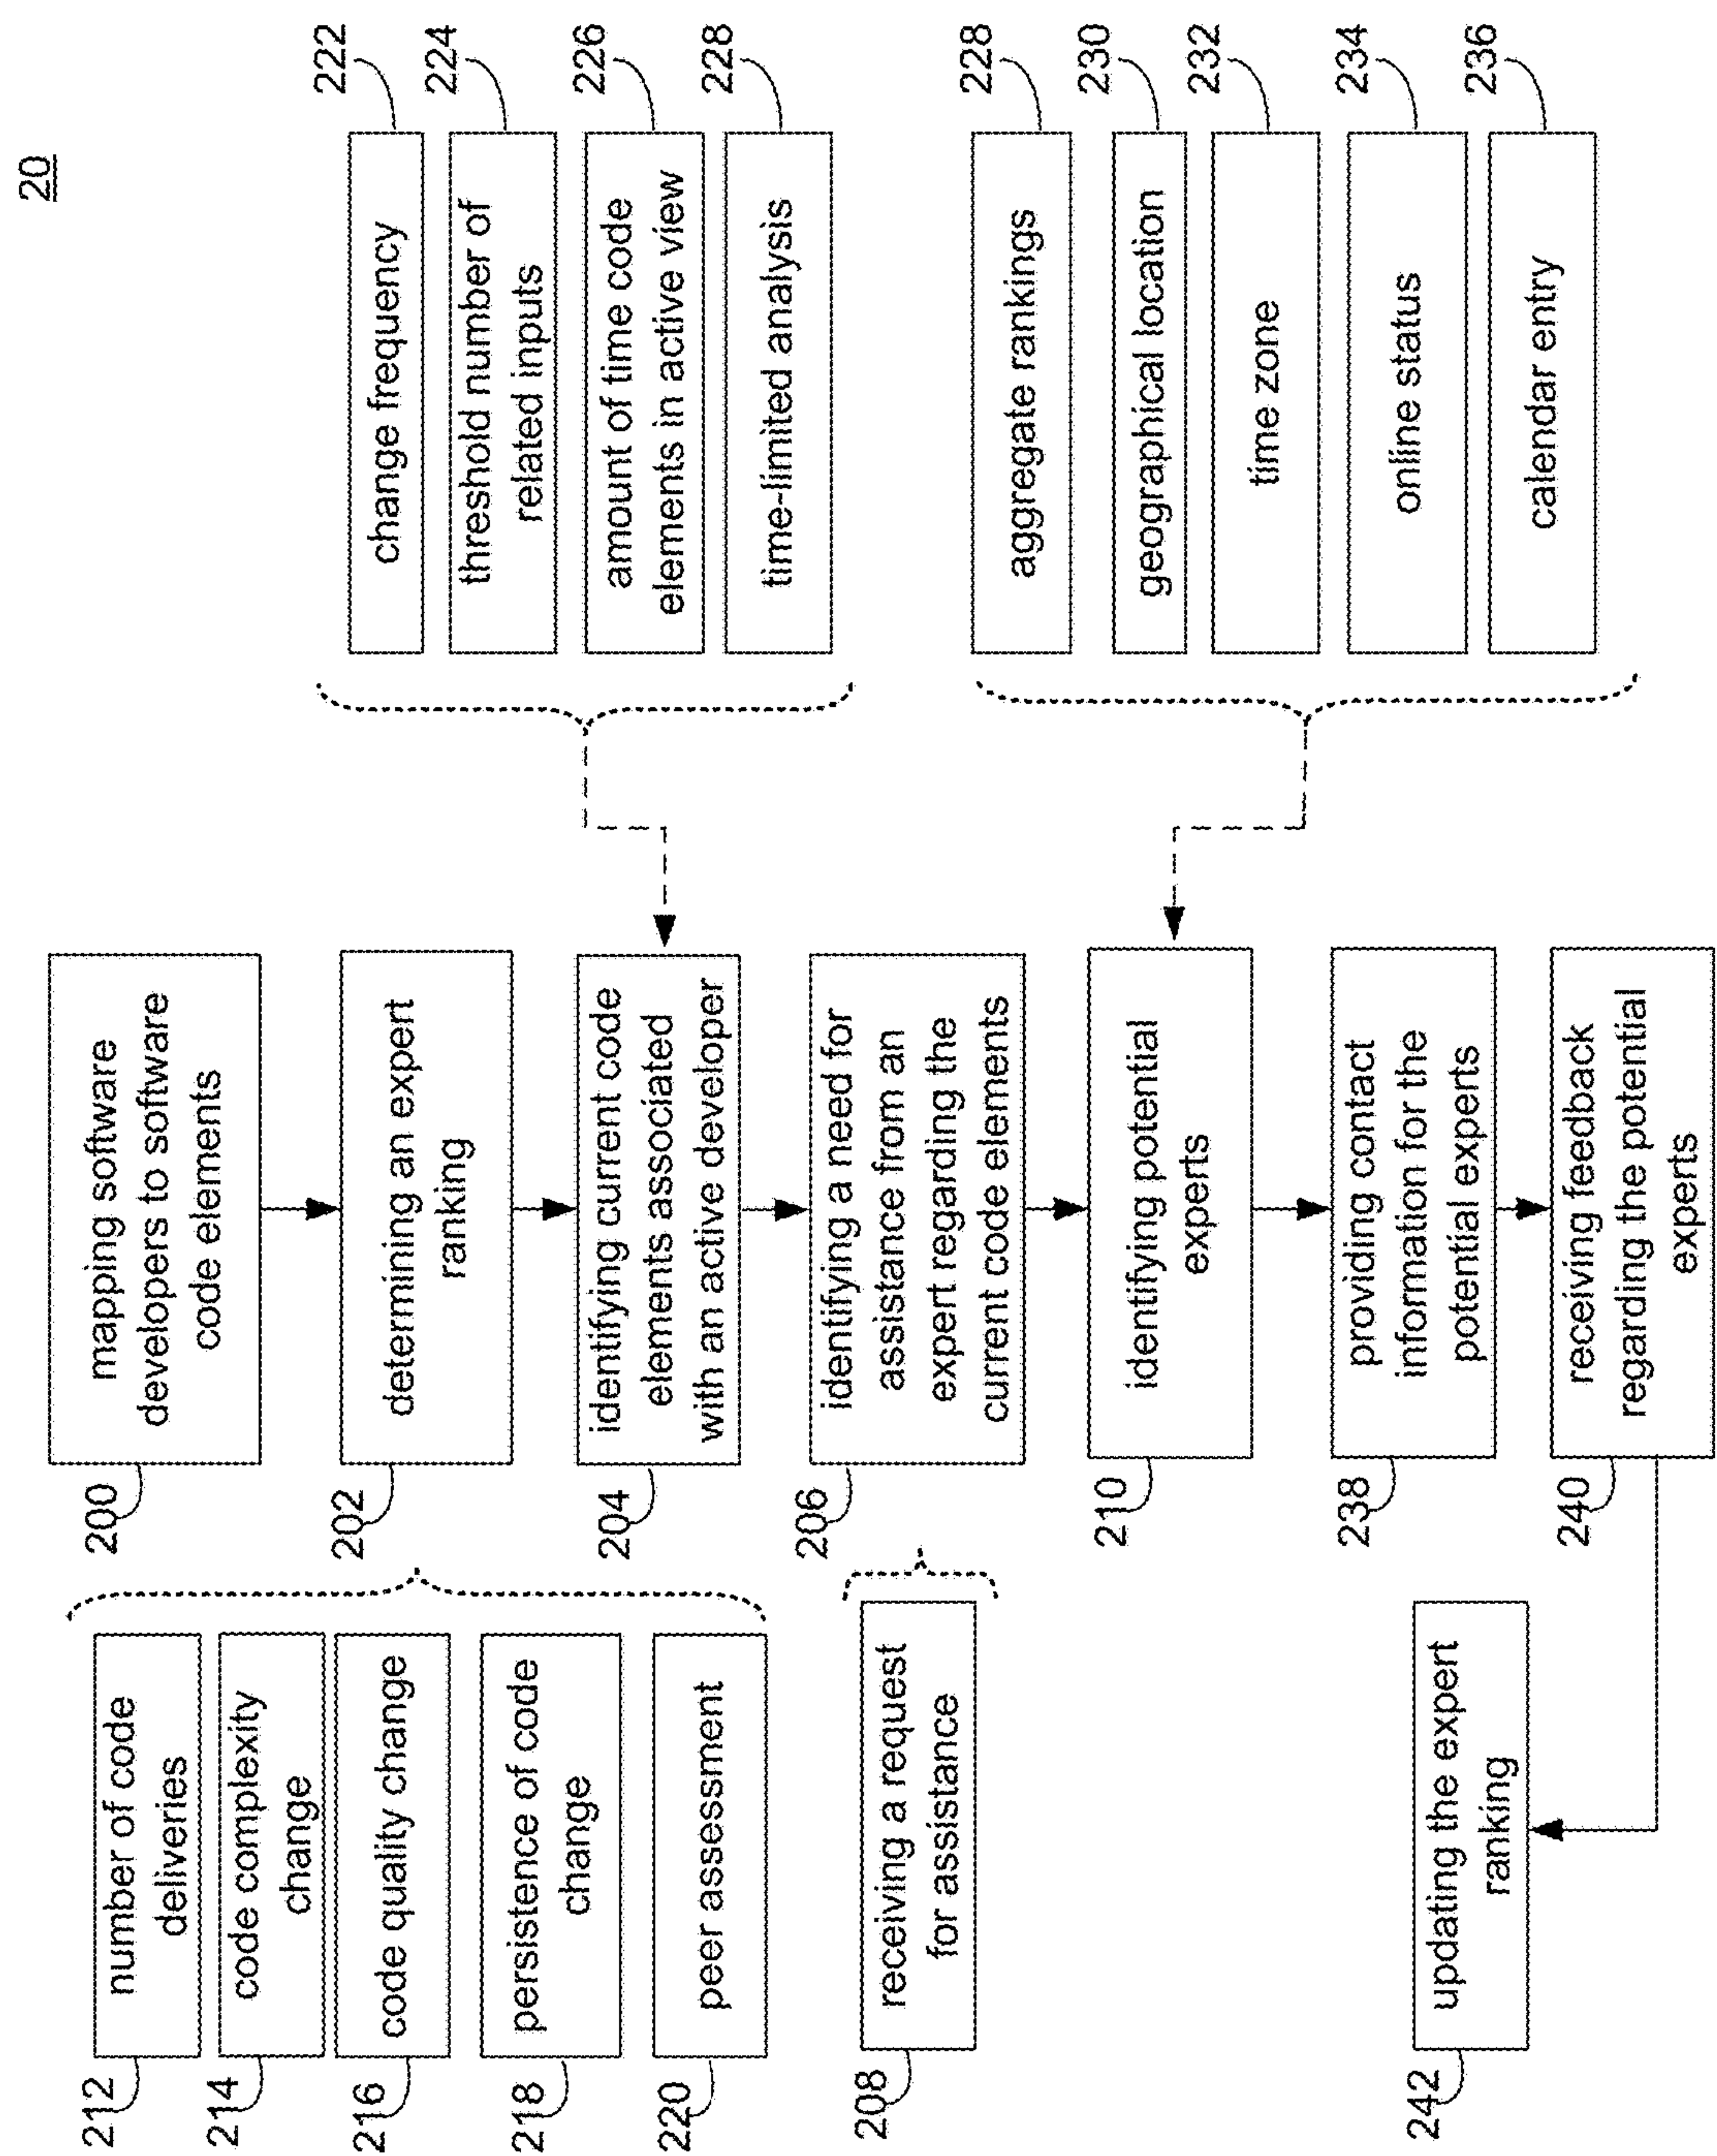 20
212
number of code
deliveries
214
code complexity
change
216
code quality change
218
persistence of code
change
220
peer assessment
208
receiving a request
for assistance
242
updating the expert
ranking
200
mapping software
developers to software
code elements
202
determining an expert
ranking
204
identifying current code
elements associated
with an active developer
206
identifying a need for
assistance from an
expert regarding the
current code elements
210
identifying potential
experts
238
providing contact
information for the
potential experts
240
receiving feedback
regarding the potential
experts
change frequency
222
threshold number of
related inputs
224
amount of time code
elements in active view
226
time-limited analysis
228
aggregate rankings
228
geographical location
230
time zone
232
online status
234
calendar entry
236